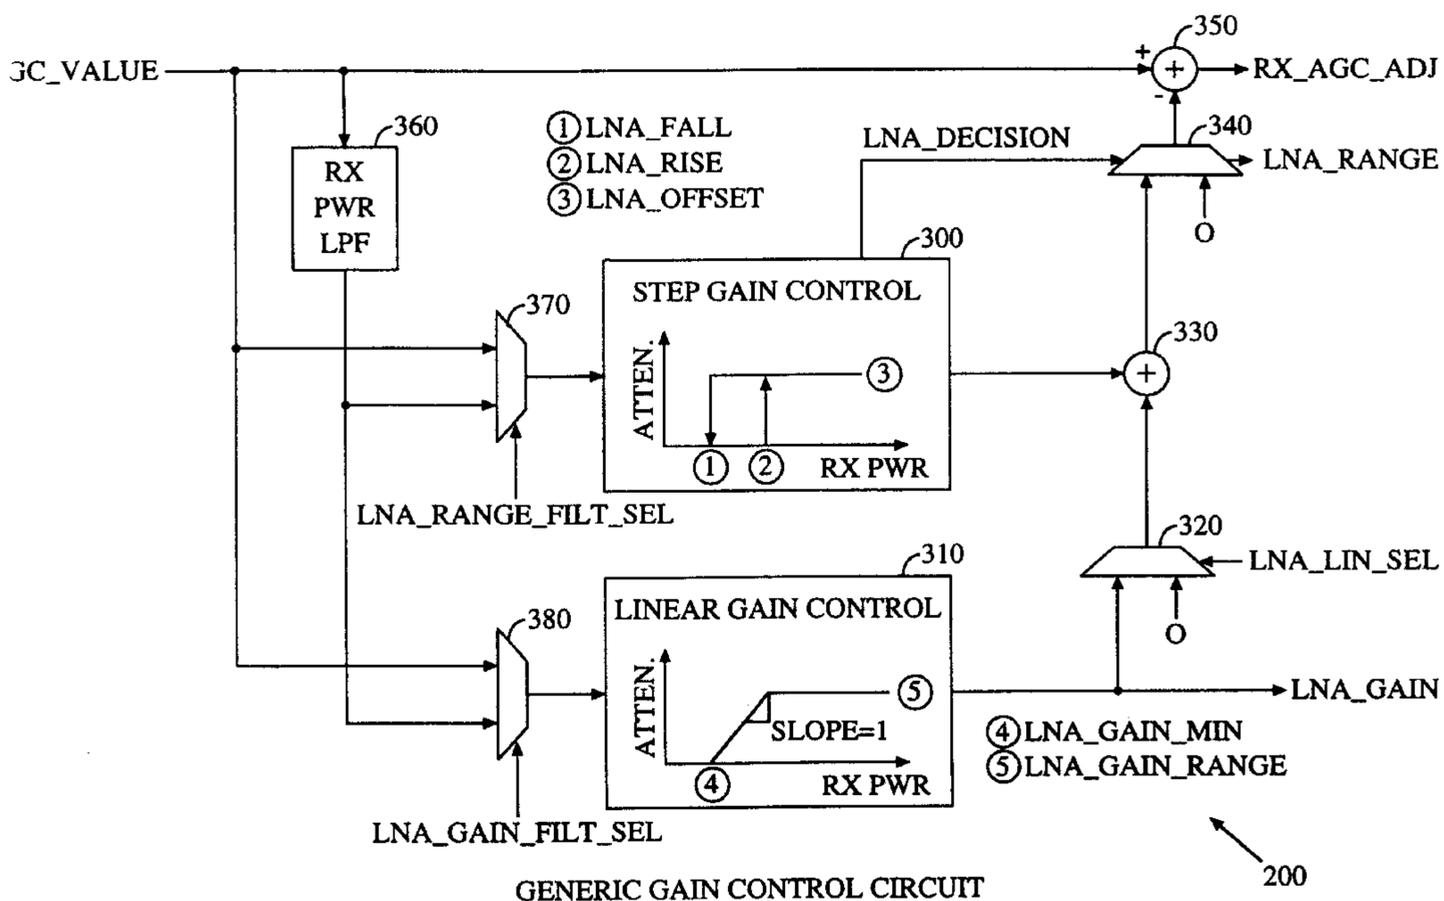 GC_VALUE
350
+
+
-
RX_AGC_ADJ
360
RX
PWR
LPF
① LNA_FALL
② LNA_RISE
③ LNA_OFFSET
LNA_DECISION
340
LNA_RANGE
O
300
STEP GAIN CONTROL
ATTEN.
③
① ②
RX PWR
370
LNA_RANGE_FILT_SEL
330
+
320
LNA_LIN_SEL
O
310
LINEAR GAIN CONTROL
ATTEN.
⑤
SLOPE=1
④
RX PWR
380
LNA_GAIN_FILT_SEL
LNA_GAIN
④ LNA_GAIN_MIN
⑤ LNA_GAIN_RANGE
200
GENERIC GAIN CONTROL CIRCUIT